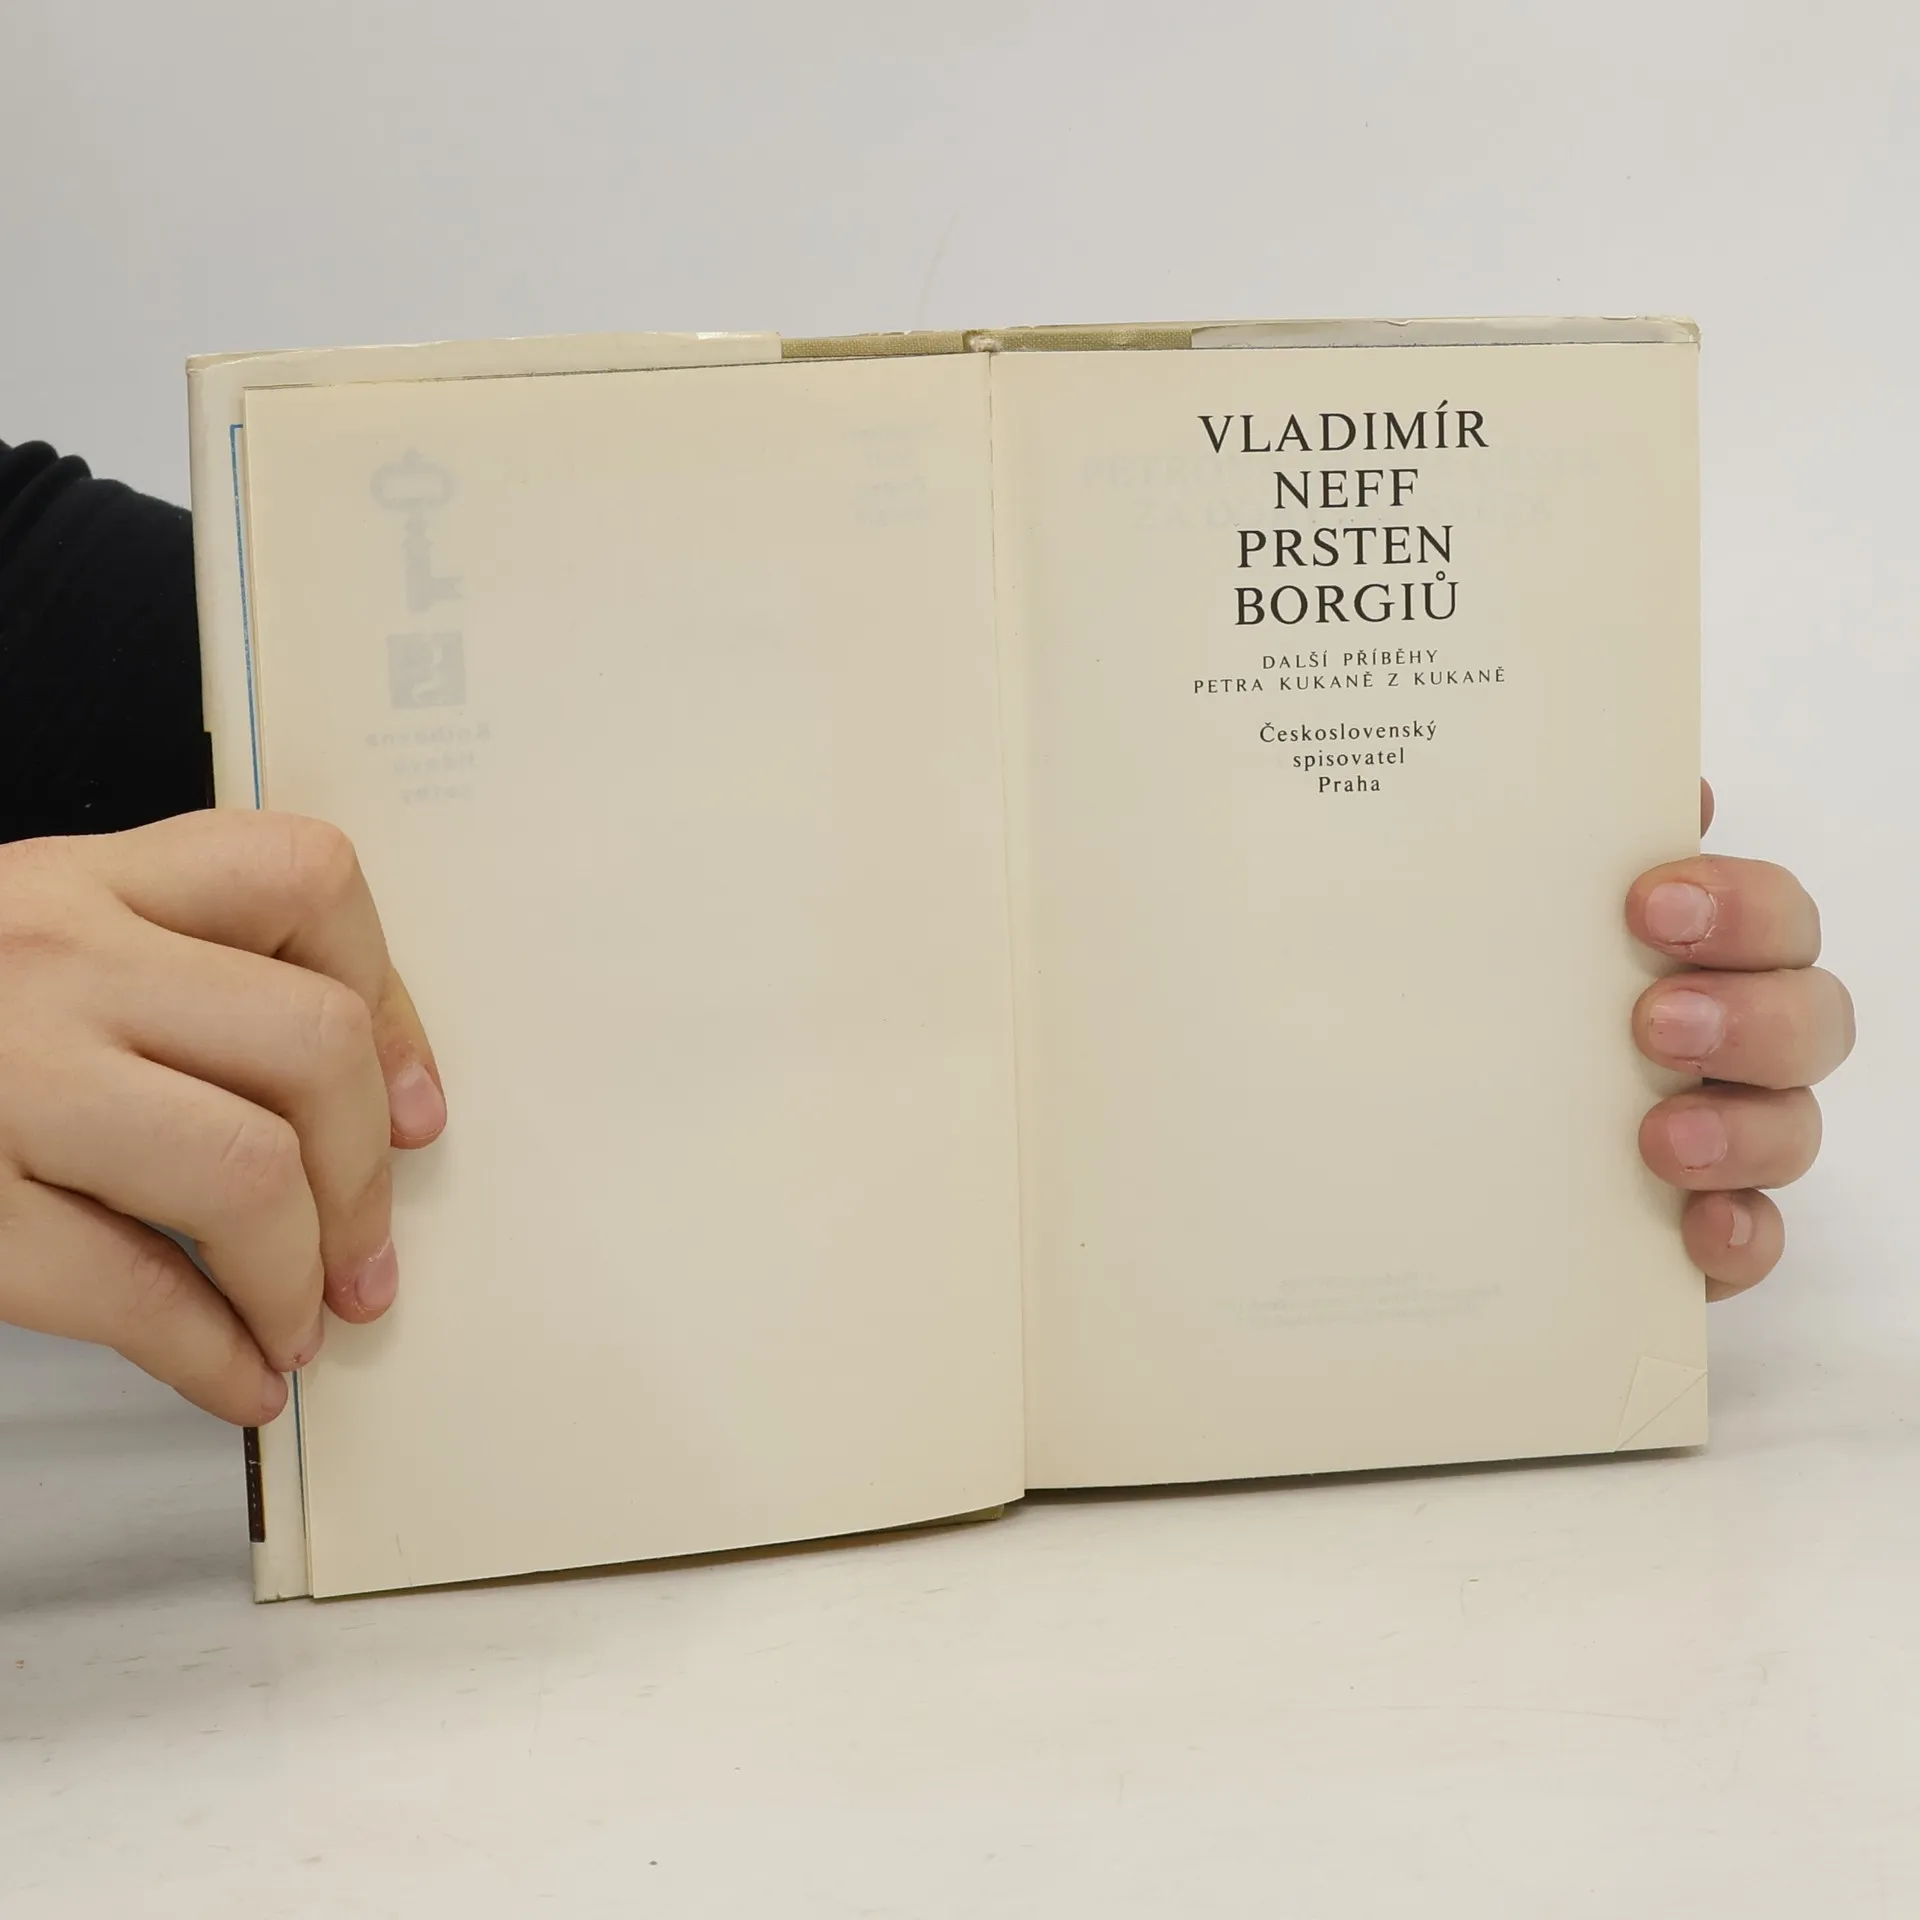 VLADIMÍR
NEFF
PRSTEN
BORGIŮ
DALŠÍ PŘÍBĚHY
PETRA KUKANĚ Z KUKANĚ
Československý
spisovatel
Praha